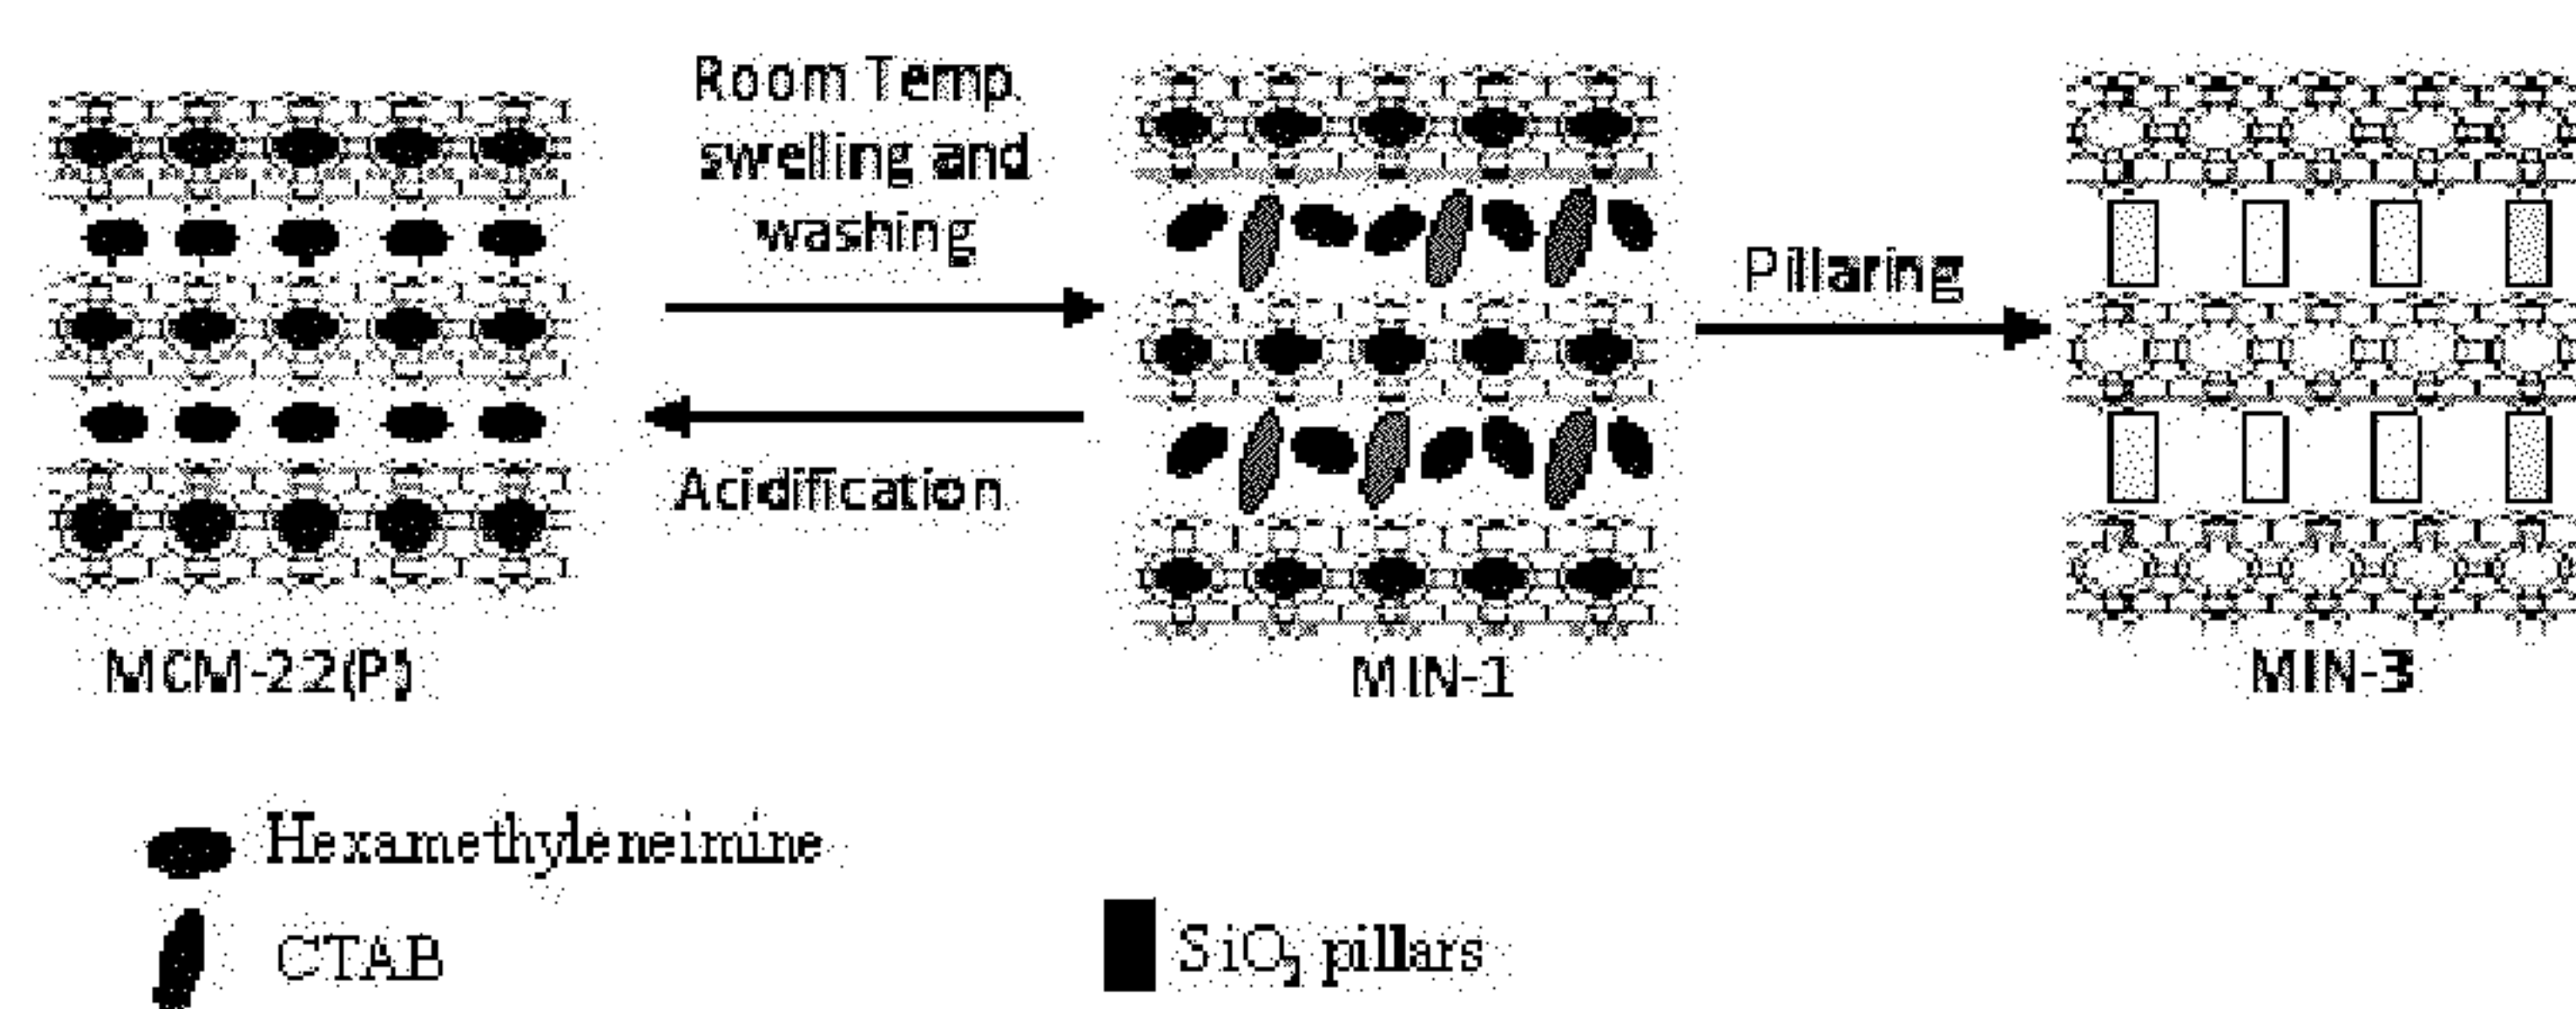 Room Temp.
swelling and
washing
Acidification
Pillaring
MCM-22(P)
MIN-1
MIN-3
Hexamethyleneimine
CTAB
SiO₂ pillars